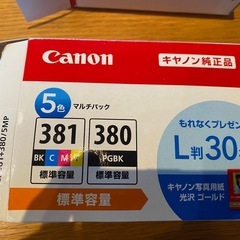 Canon
キヤノン純正品
5色 マルチパック
もれなくプレゼン
381 380
BK C M PGBK
標準容量 標準容量
L判30
キヤノン写真用紙
光沢 ゴールド
標準容量
381+380/5MP